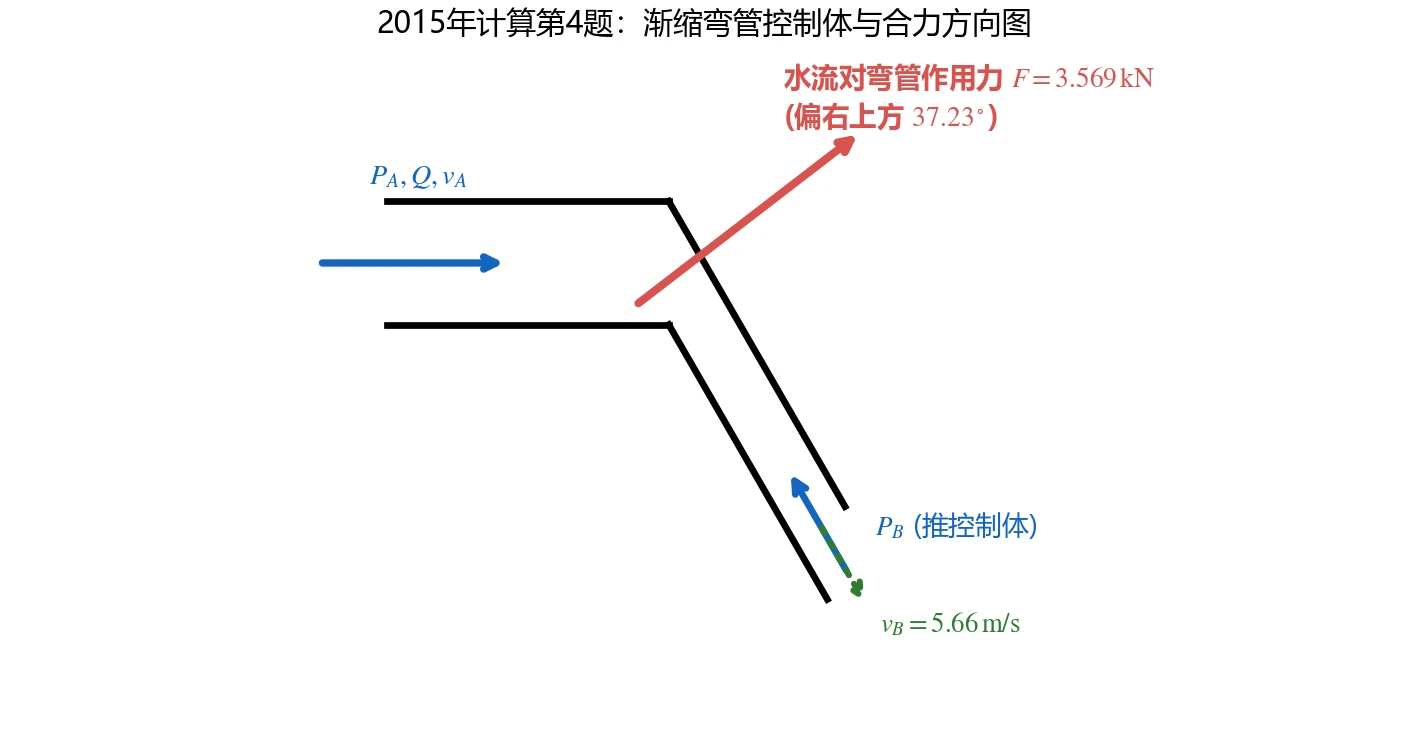 2015年计算第4题：渐缩弯管控制体与合力方向图
水流对弯管作用力 F = 3.569 kN
(偏右上方 37.23°)
P_A, Q, v_A
P_B (推控制体)
v_B = 5.66 m/s